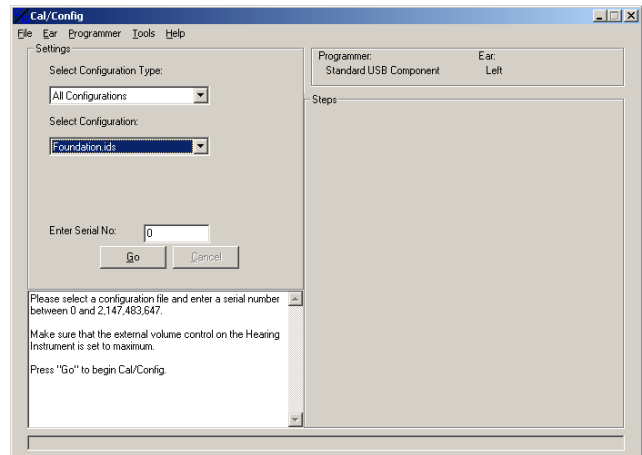 Cal/Config
File Ear Programmer Tools Help
Settings
Select Configuration Type:
All Configurations
Select Configuration:
Foundation.ids
Enter Serial No: 0
Go Cancel
Please select a configuration file and enter a serial number
between 0 and 2,147,483,647.
Make sure that the external volume control on the Hearing
Instrument is set to maximum.
Press "Go" to begin Cal/Config.
Programmer: Ear:
Standard USB Component Left
Steps